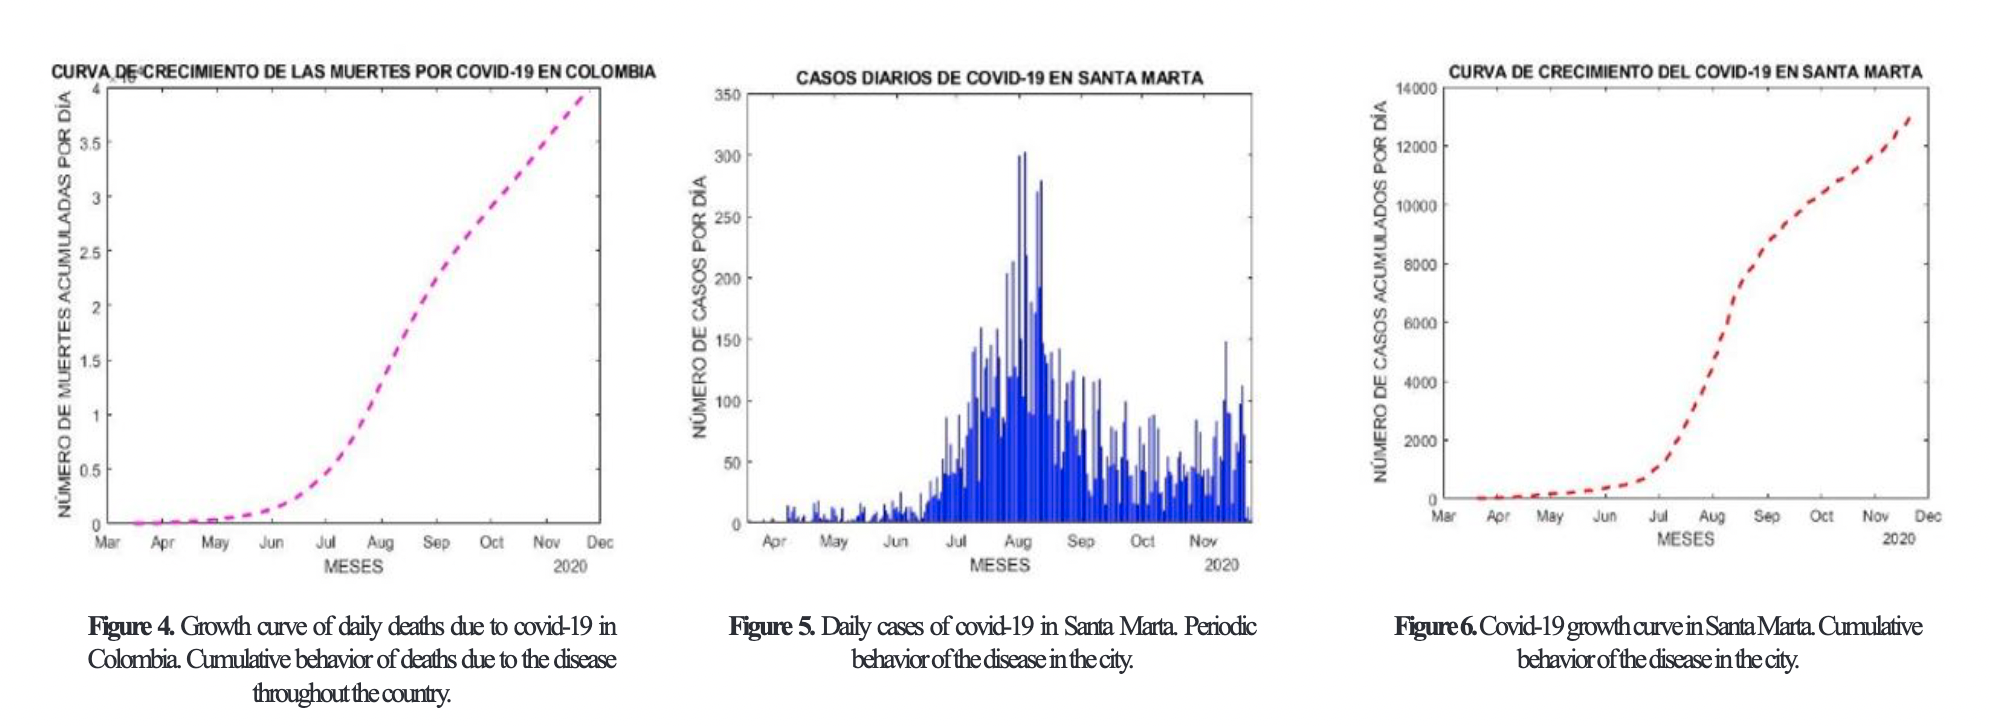 CURVA DE CRECIMIENTO DE LAS MUERTES POR COVID-19 EN COLOMBIA
NÚMERO DE MUERTES ACUMULADAS POR DÍA
4
3.5
3
2.5
2
1.5
1
0.5
0
Mar Apr May Jun Jul Aug Sep Oct Nov Dec
MESES 2020
Figure 4. Growth curve of daily deaths due to covid-19 in
Colombia. Cumulative behavior of deaths due to the disease
throughout the country.
CASOS DIARIOS DE COVID-19 EN SANTA MARTA
NÚMERO DE CASOS POR DÍA
350
300
250
200
150
100
50
0
Apr May Jun Jul Aug Sep Oct Nov
MESES 2020
Figure 5. Daily cases of covid-19 in Santa Marta. Periodic
behavior of the disease in the city.
CURVA DE CRECIMIENTO DEL COVID-19 EN SANTA MARTA
NÚMERO DE CASOS ACUMULADOS POR DÍA
14000
12000
10000
8000
6000
4000
2000
0
Mar Apr May Jun Jul Aug Sep Oct Nov Dec
MESES 2020
Figure 6. Covid-19 growth curve in Santa Marta. Cumulative
behavior of the disease in the city.